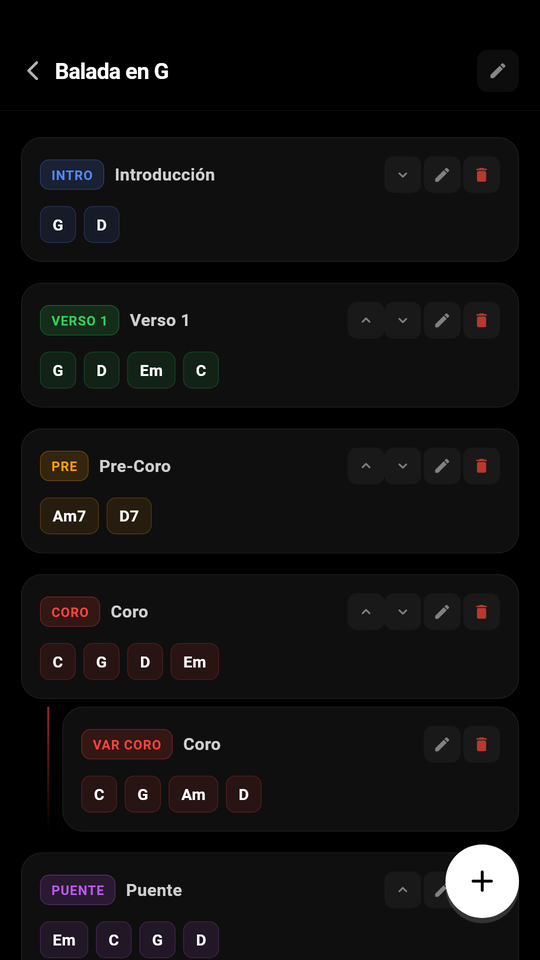 Balada en G
INTRO Introducción
G D
VERSO 1 Verso 1
G D Em C
PRE Pre-Coro
Am7 D7
CORO Coro
C G D Em
VAR CORO Coro
C G Am D
PUENTE Puente
Em C G D